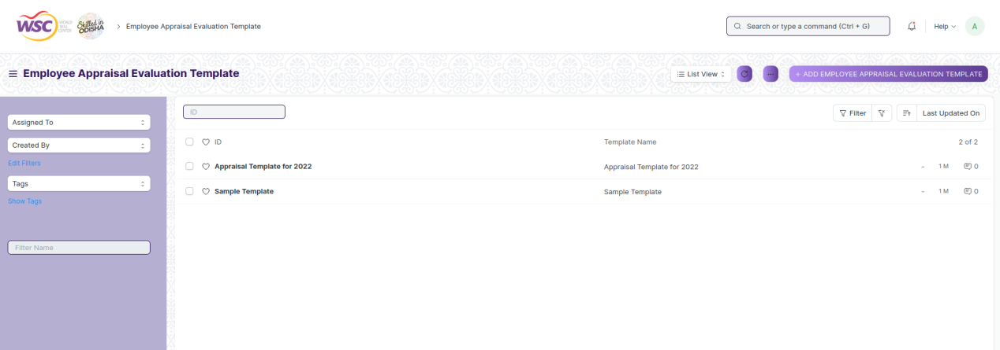 WSC WORLD SKILL CENTER Skilled in ODISHA > Employee Appraisal Evaluation Template Search or type a command (Ctrl + G) Help A
Employee Appraisal Evaluation Template List View ... + ADD EMPLOYEE APPRAISAL EVALUATION TEMPLATE
Assigned To
Created By
Edit Filters
Tags
Show Tags
Filter Name
ID Filter Last Updated On
ID Template Name 2 of 2
Appraisal Template for 2022 Appraisal Template for 2022 - 1 M 0
Sample Template Sample Template - 1 M 0